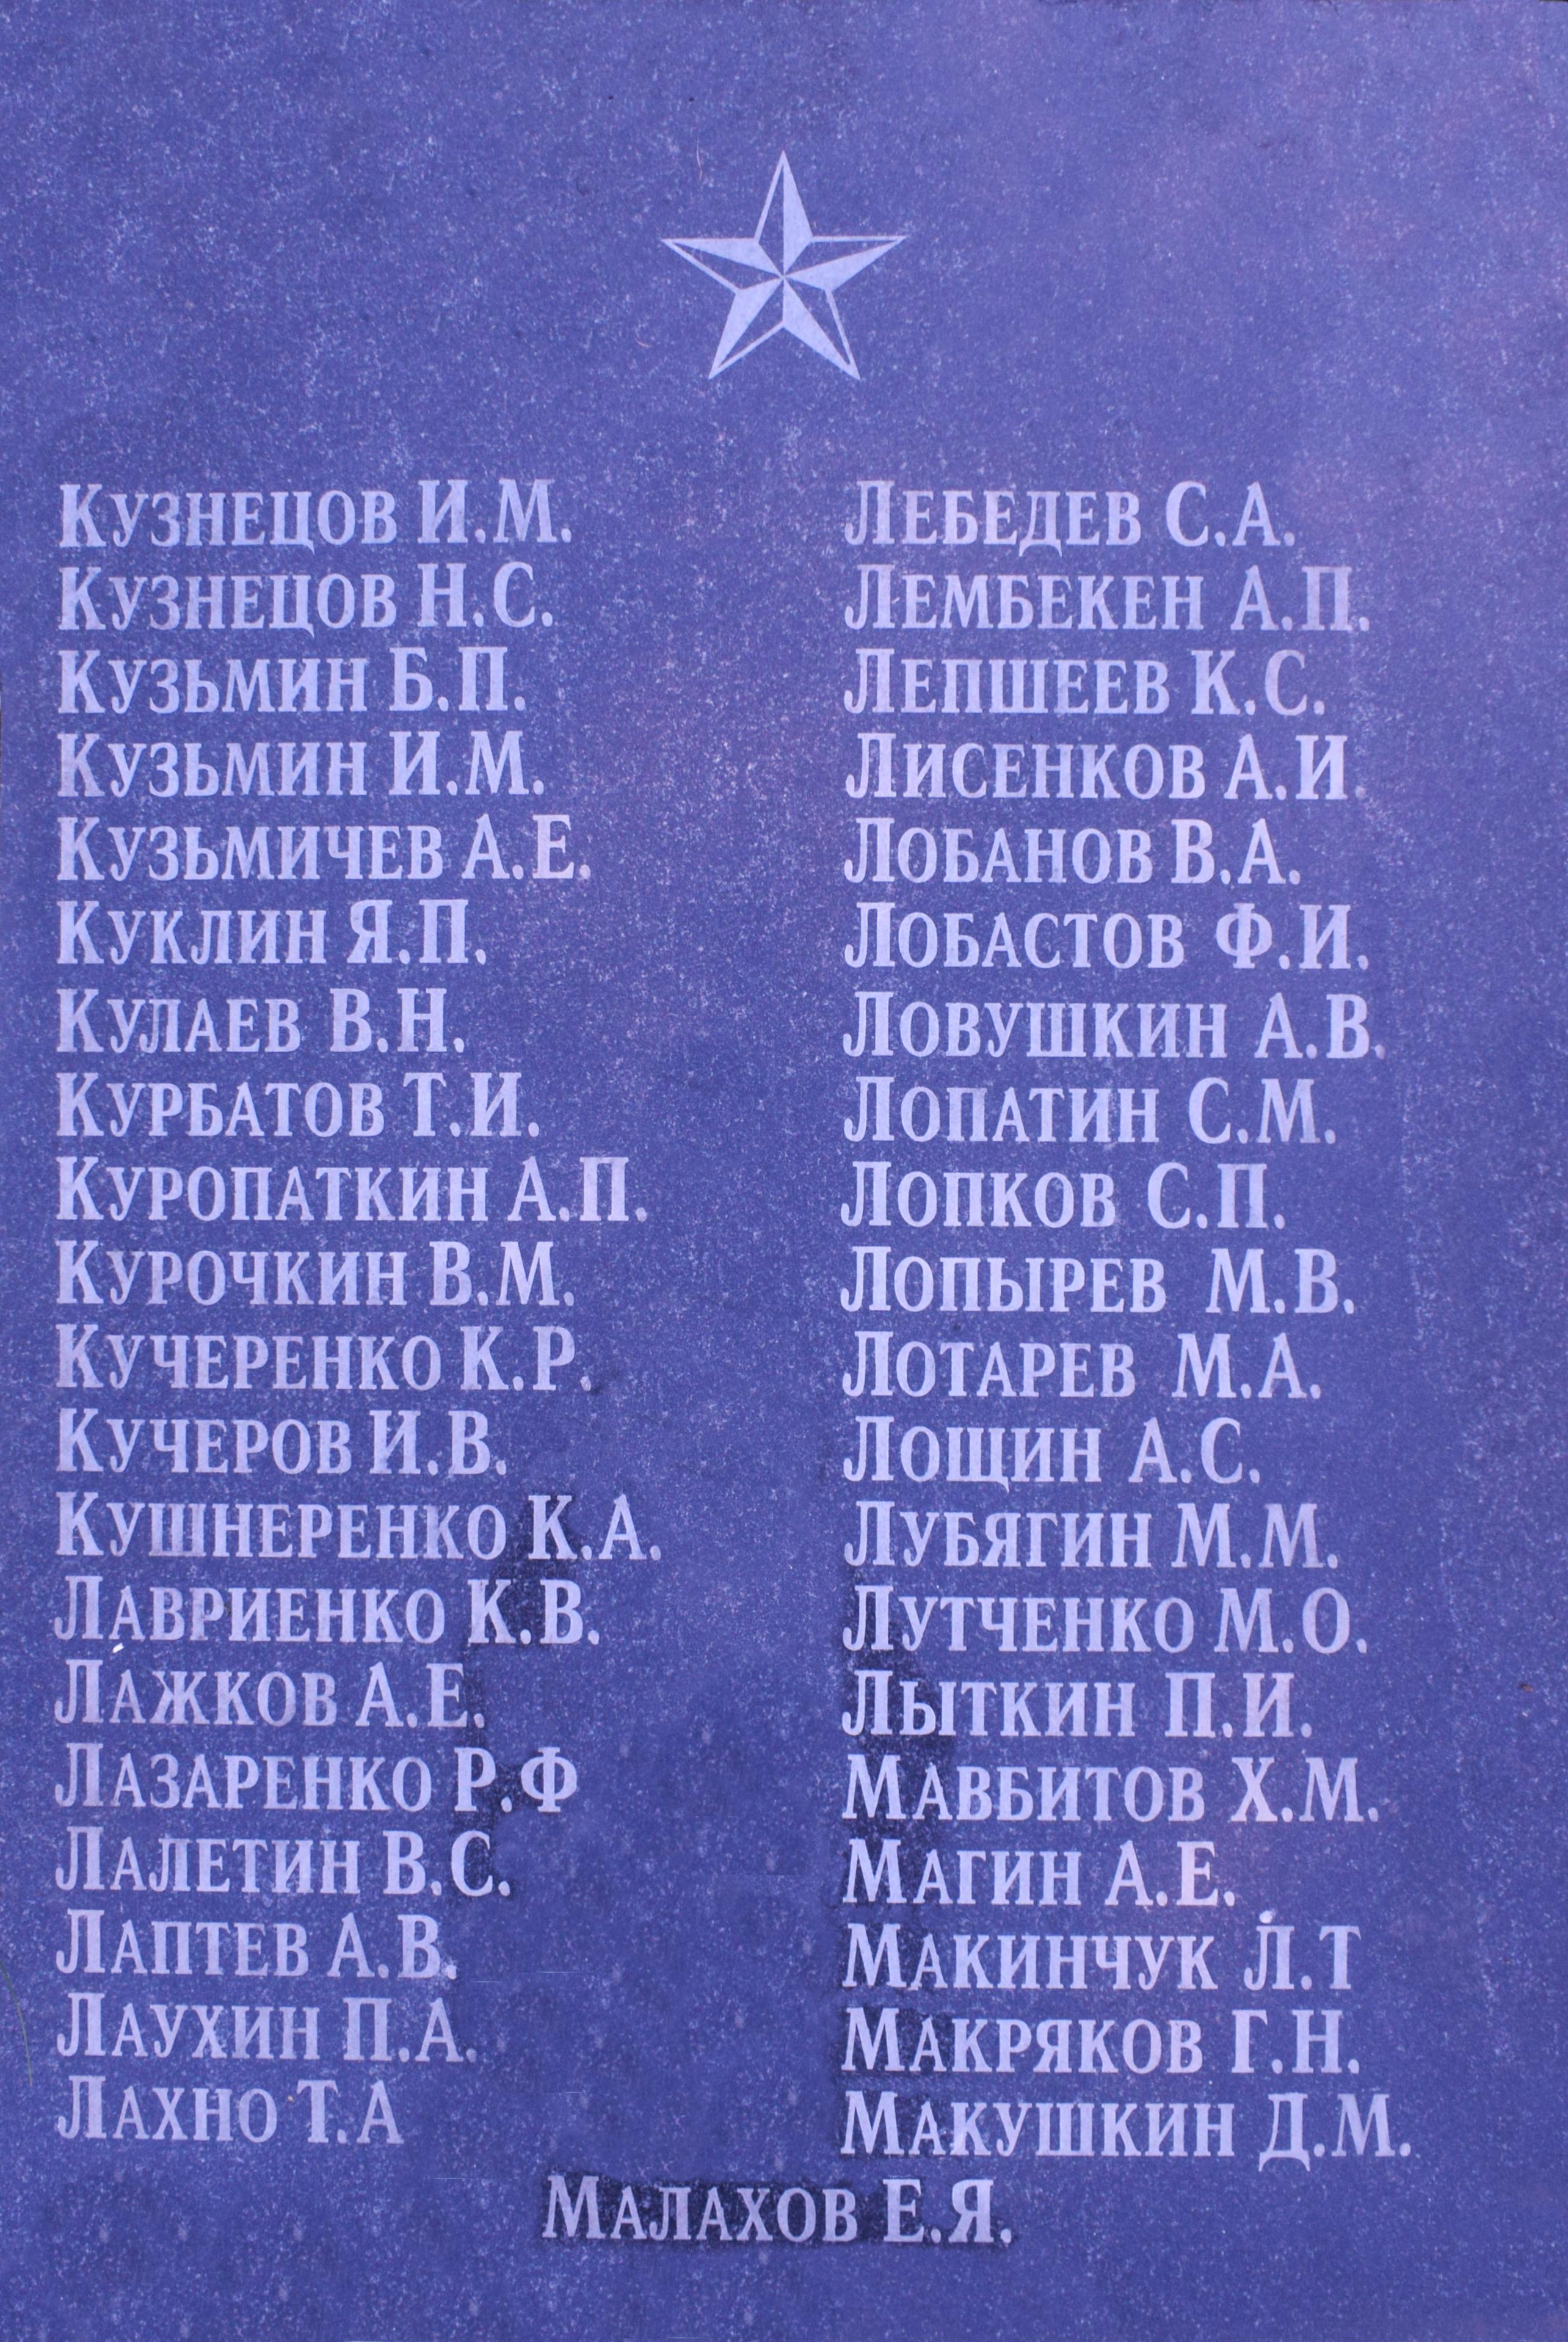 Кузнецов И.М.
Кузнецов Н.С.
Кузьмин Б.П.
Кузьмин И.М.
Кузьмичев А.Е.
Куклин Я.П.
Кулаев В.Н.
Курбатов Т.И.
Куропаткин А.П.
Курочкин В.М.
Кучеренко К.Р.
Кучеров И.В.
Кушнеренко К.А.
Лавриенко К.В.
Лажков А.Е.
Лазаренко Р.Ф
Лалетин В.С.
Лаптев А.В.
Лаухин П.А.
Лахно Т.А
Лебедев С.А.
Лембекен А.П.
Лепшеев К.С.
Лисенков А.И.
Лобанов В.А.
Лобастов Ф.И.
Ловушкин А.В.
Лопатин С.М.
Лопков С.П.
Лопырев М.В.
Лотарев М.А.
Лощин А.С.
Лубягин М.М.
Лутченко М.О.
Лыткин П.И.
Мавбитов Х.М.
Магин А.Е.
Макинчук Л.Т
Макряков Г.Н.
Макушкин Д.М.
Малахов Е.Я.